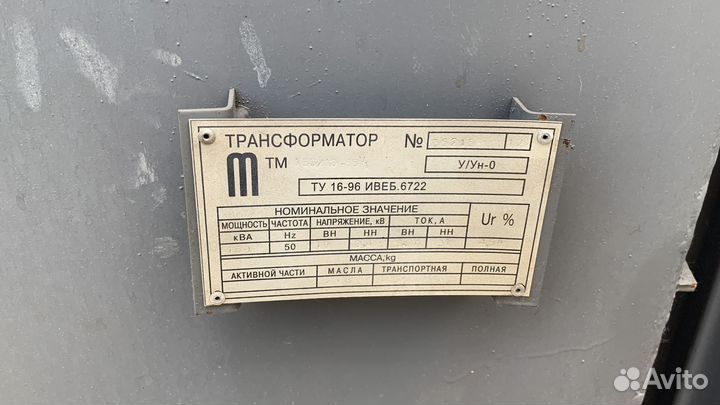 ТРАНСФОРМАТОР №
m ТМ
У/Ун-0
ТУ 16-96 ИВЕБ.6722
НОМИНАЛЬНОЕ ЗНАЧЕНИЕ
МОЩНОСТЬ ЧАСТОТА НАПРЯЖЕНИЕ, кВ ТОК, А Ur %
кВА Hz ВН НН ВН НН
50
МАССА,kg
АКТИВНОЙ ЧАСТИ МАСЛА ТРАНСПОРТНАЯ ПОЛНАЯ
Avito